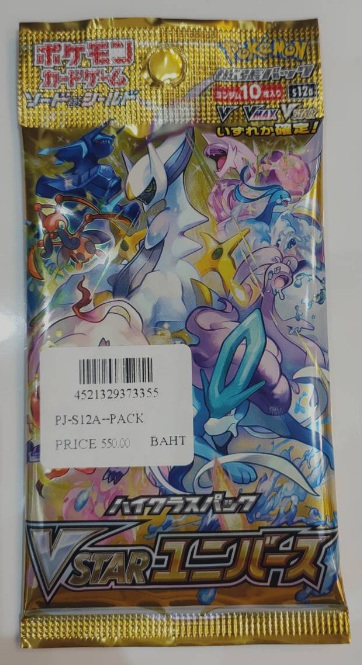 ポケモン
カードゲーム
ソード&シールド
POKÉMON
拡張パック
ランダム10枚入り
s12a
V VMAX VSTAR
いずれか確定!
4521329373355
PJ-S12A--PACK
PRICE 550.00 BAHT
ハイクラスパック
VSTARユニバース